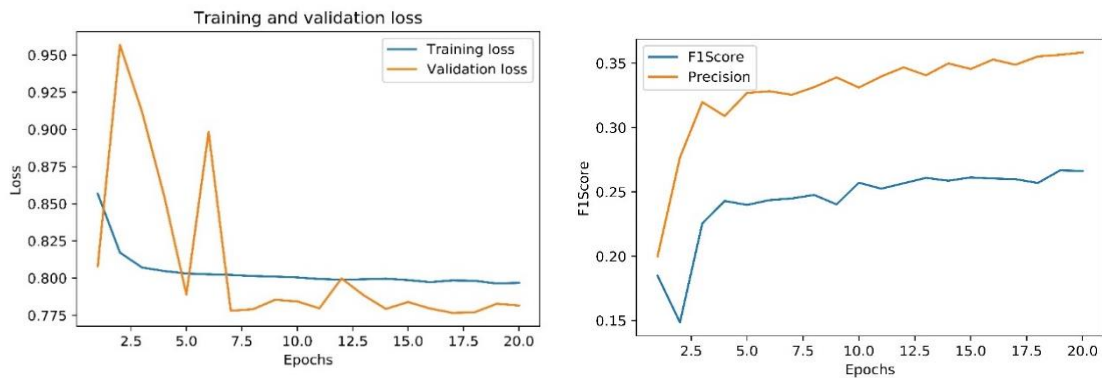 Training and validation loss
Training loss
Validation loss
0.950
0.925
0.900
0.875
0.850
0.825
0.800
0.775
Loss
2.5 5.0 7.5 10.0 12.5 15.0 17.5 20.0
Epochs
F1Score
Precision
0.35
0.30
0.25
0.20
0.15
F1Score
2.5 5.0 7.5 10.0 12.5 15.0 17.5 20.0
Epochs